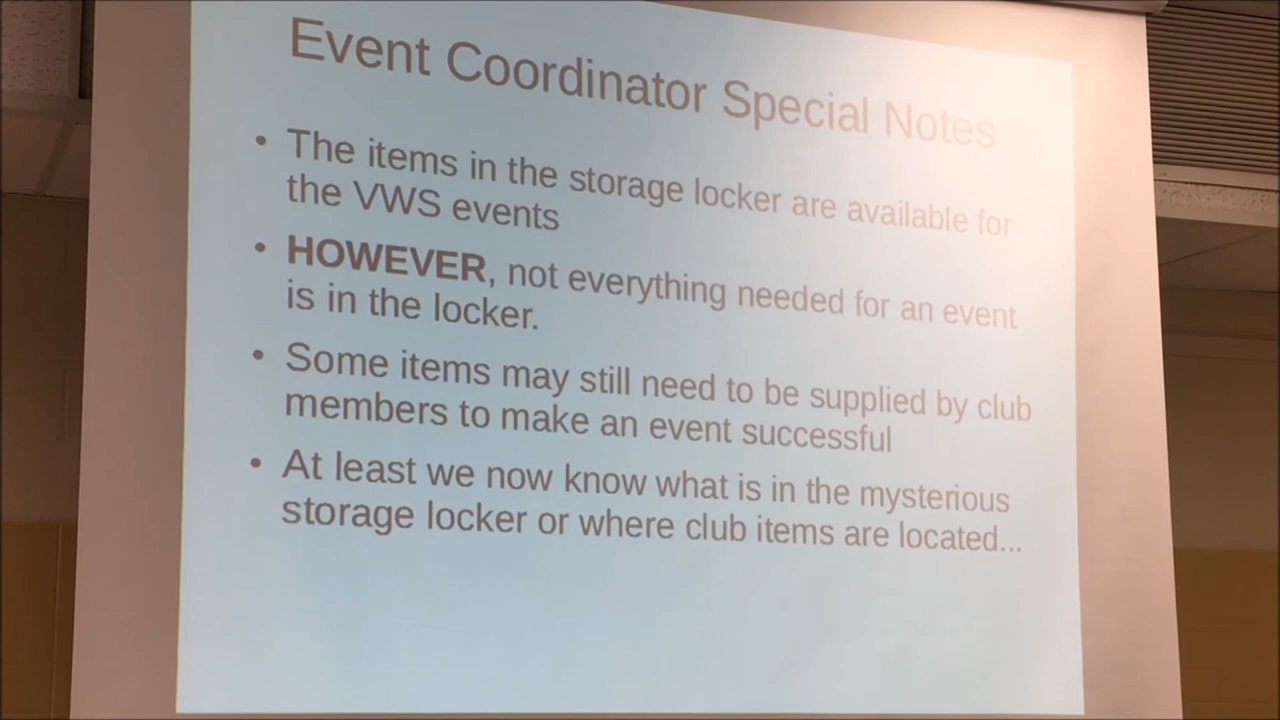 Event Coordinator Special Notes
• The items in the storage locker are available for
the VWS events
• HOWEVER, not everything needed for an event
is in the locker.
• Some items may still need to be supplied by club
members to make an event successful
• At least we now know what is in the mysterious
storage locker or where club items are located...